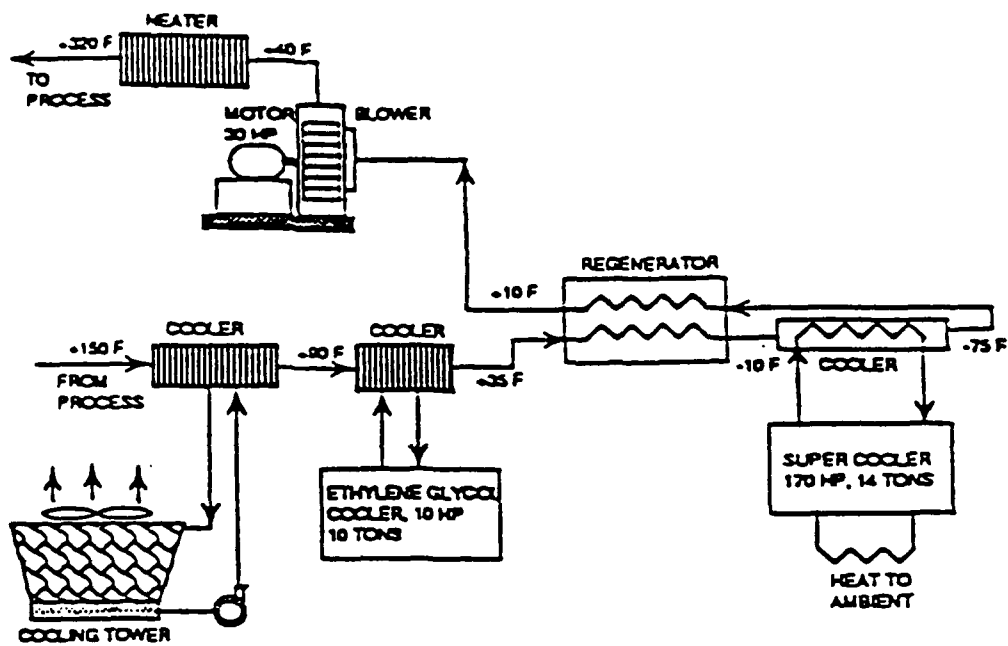 HEATER
+320 F
+40 F
TO
PROCESS
MOTOR
HP
BLOWER
REGENERATOR
-10 F
COOLER
COOLER
+150 F
FROM
PROCESS
+90 F
+35 F
-10 F
COOLER
-75 F
SUPER COOLER
170 HP, 14 TONS
ETHYLENE GLYCOL
COOLER, 10 HP
10 TONS
HEAT TO
AMBIENT
COOLING TOWER